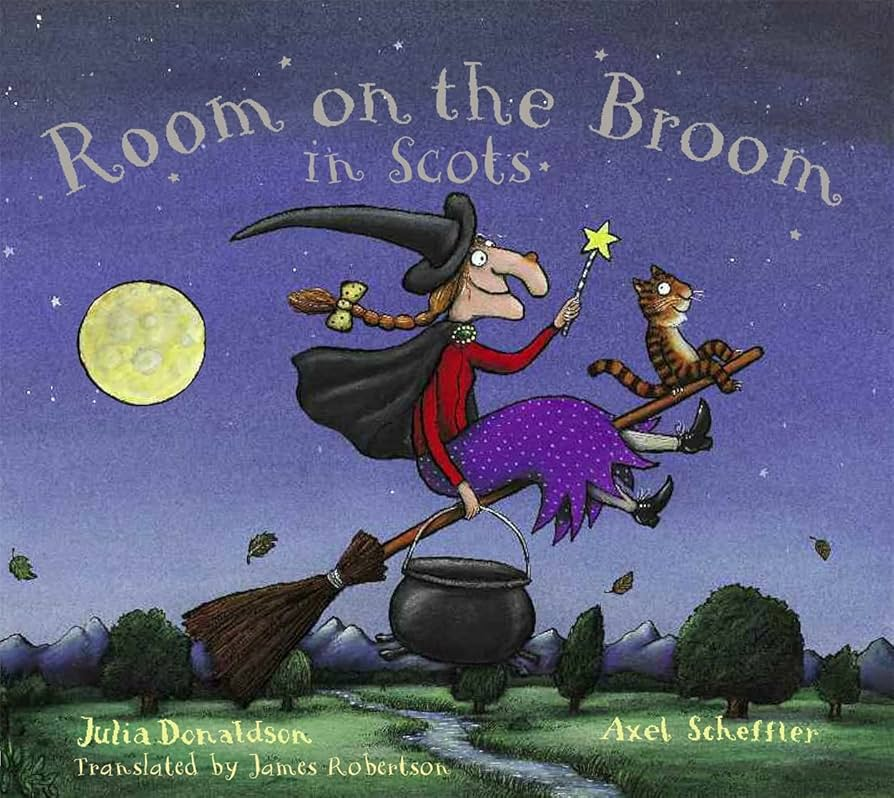 Room on the Broom
in Scots
Julia Donaldson
Axel Scheffler
Translated by James Robertson